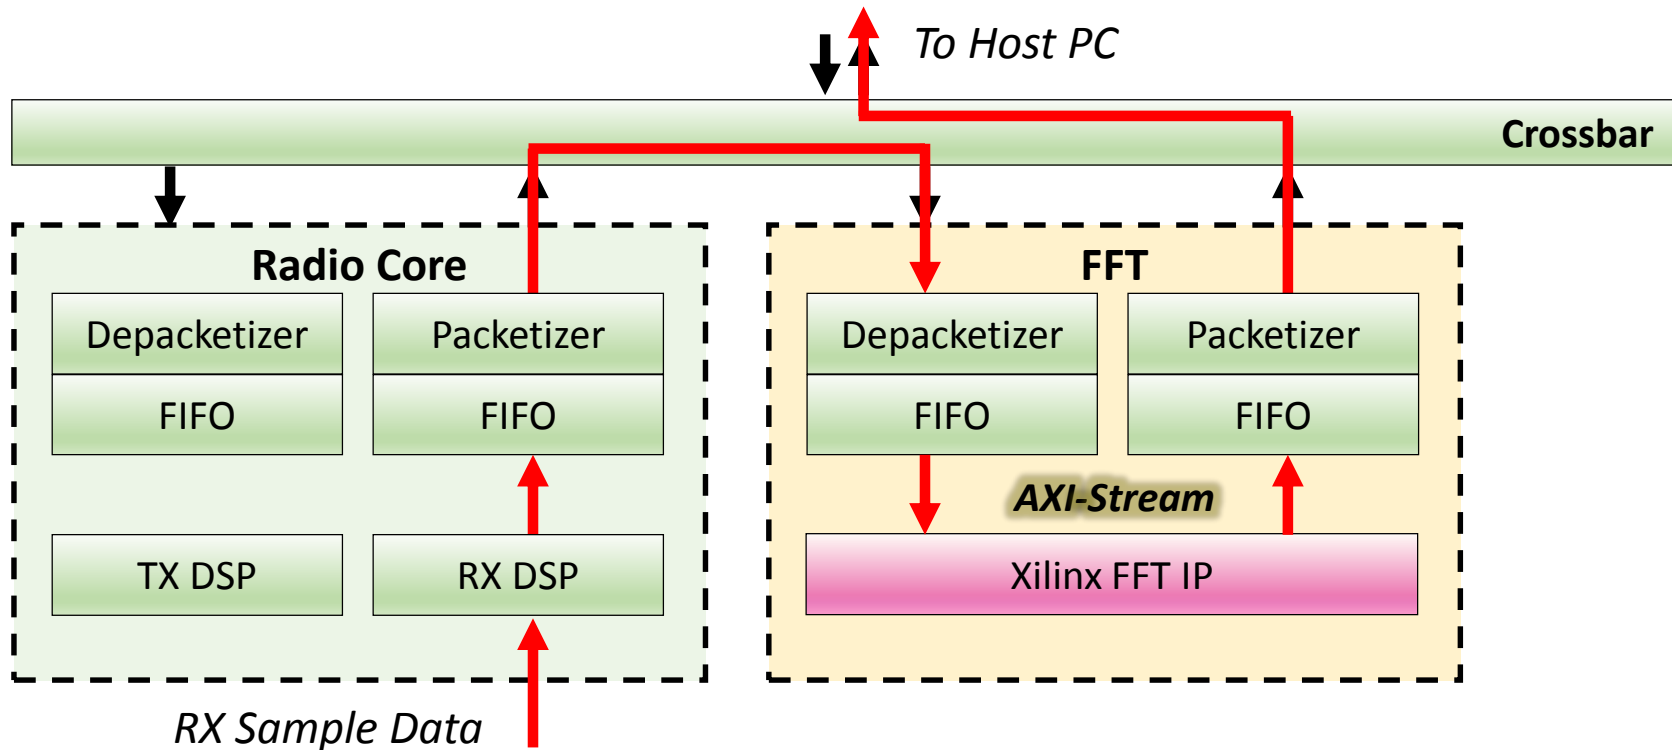 To Host PC
Crossbar
Radio Core
Depacketizer
Packetizer
FIFO
FIFO
TX DSP
RX DSP
RX Sample Data
FFT
Depacketizer
Packetizer
FIFO
FIFO
AXI-Stream
Xilinx FFT IP